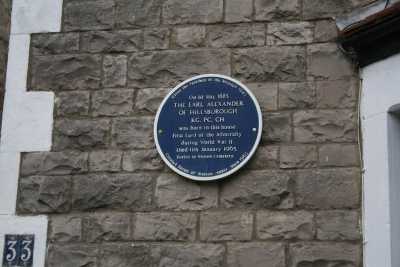 On 1st May 1885
THE EARL ALEXANDER
OF HILLSBOROUGH
KG. PC, CH
was born in this house
First Lord of the Admiralty
during World War II
Died 11th January 1965
33